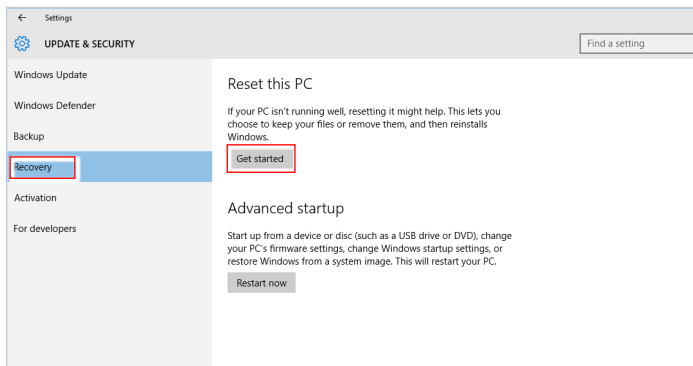 Settings
UPDATE & SECURITY
Find a setting
Windows Update
Windows Defender
Backup
Recovery
Activation
For developers
Reset this PC
If your PC isn't running well, resetting it might help. This lets you
choose to keep your files or remove them, and then reinstalls
Windows.
Get started
Advanced startup
Start up from a device or disc (such as a USB drive or DVD), change
your PC's firmware settings, change Windows startup settings, or
restore Windows from a system image. This will restart your PC.
Restart now